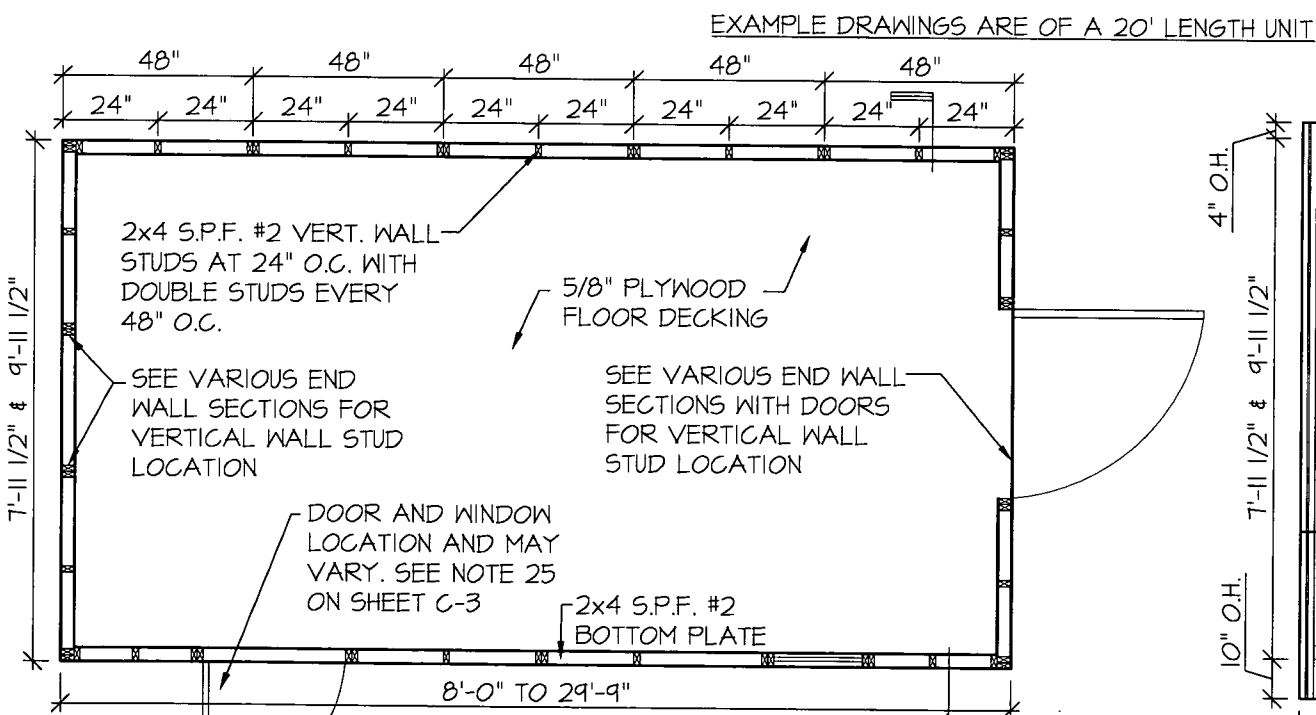 EXAMPLE DRAWINGS ARE OF A 20' LENGTH UNIT
48" 48" 48" 48" 48"
24" 24" 24" 24" 24" 24" 24" 24" 24" 24"
2x4 S.P.F. #2 VERT. WALL
STUDS AT 24" O.C. WITH
DOUBLE STUDS EVERY
48" O.C.
5/8" PLYWOOD
FLOOR DECKING
SEE VARIOUS END
WALL SECTIONS FOR
VERTICAL WALL STUD
LOCATION
SEE VARIOUS END WALL
SECTIONS WITH DOORS
FOR VERTICAL WALL
STUD LOCATION
DOOR AND WINDOW
LOCATION AND MAY
VARY. SEE NOTE 25
ON SHEET C-3
2x4 S.P.F. #2
BOTTOM PLATE
7'-11 1/2" & 9'-11 1/2"
8'-0" TO 29'-9"
4" O.H.
7'-11 1/2" & 9'-11 1/2"
10" O.H.